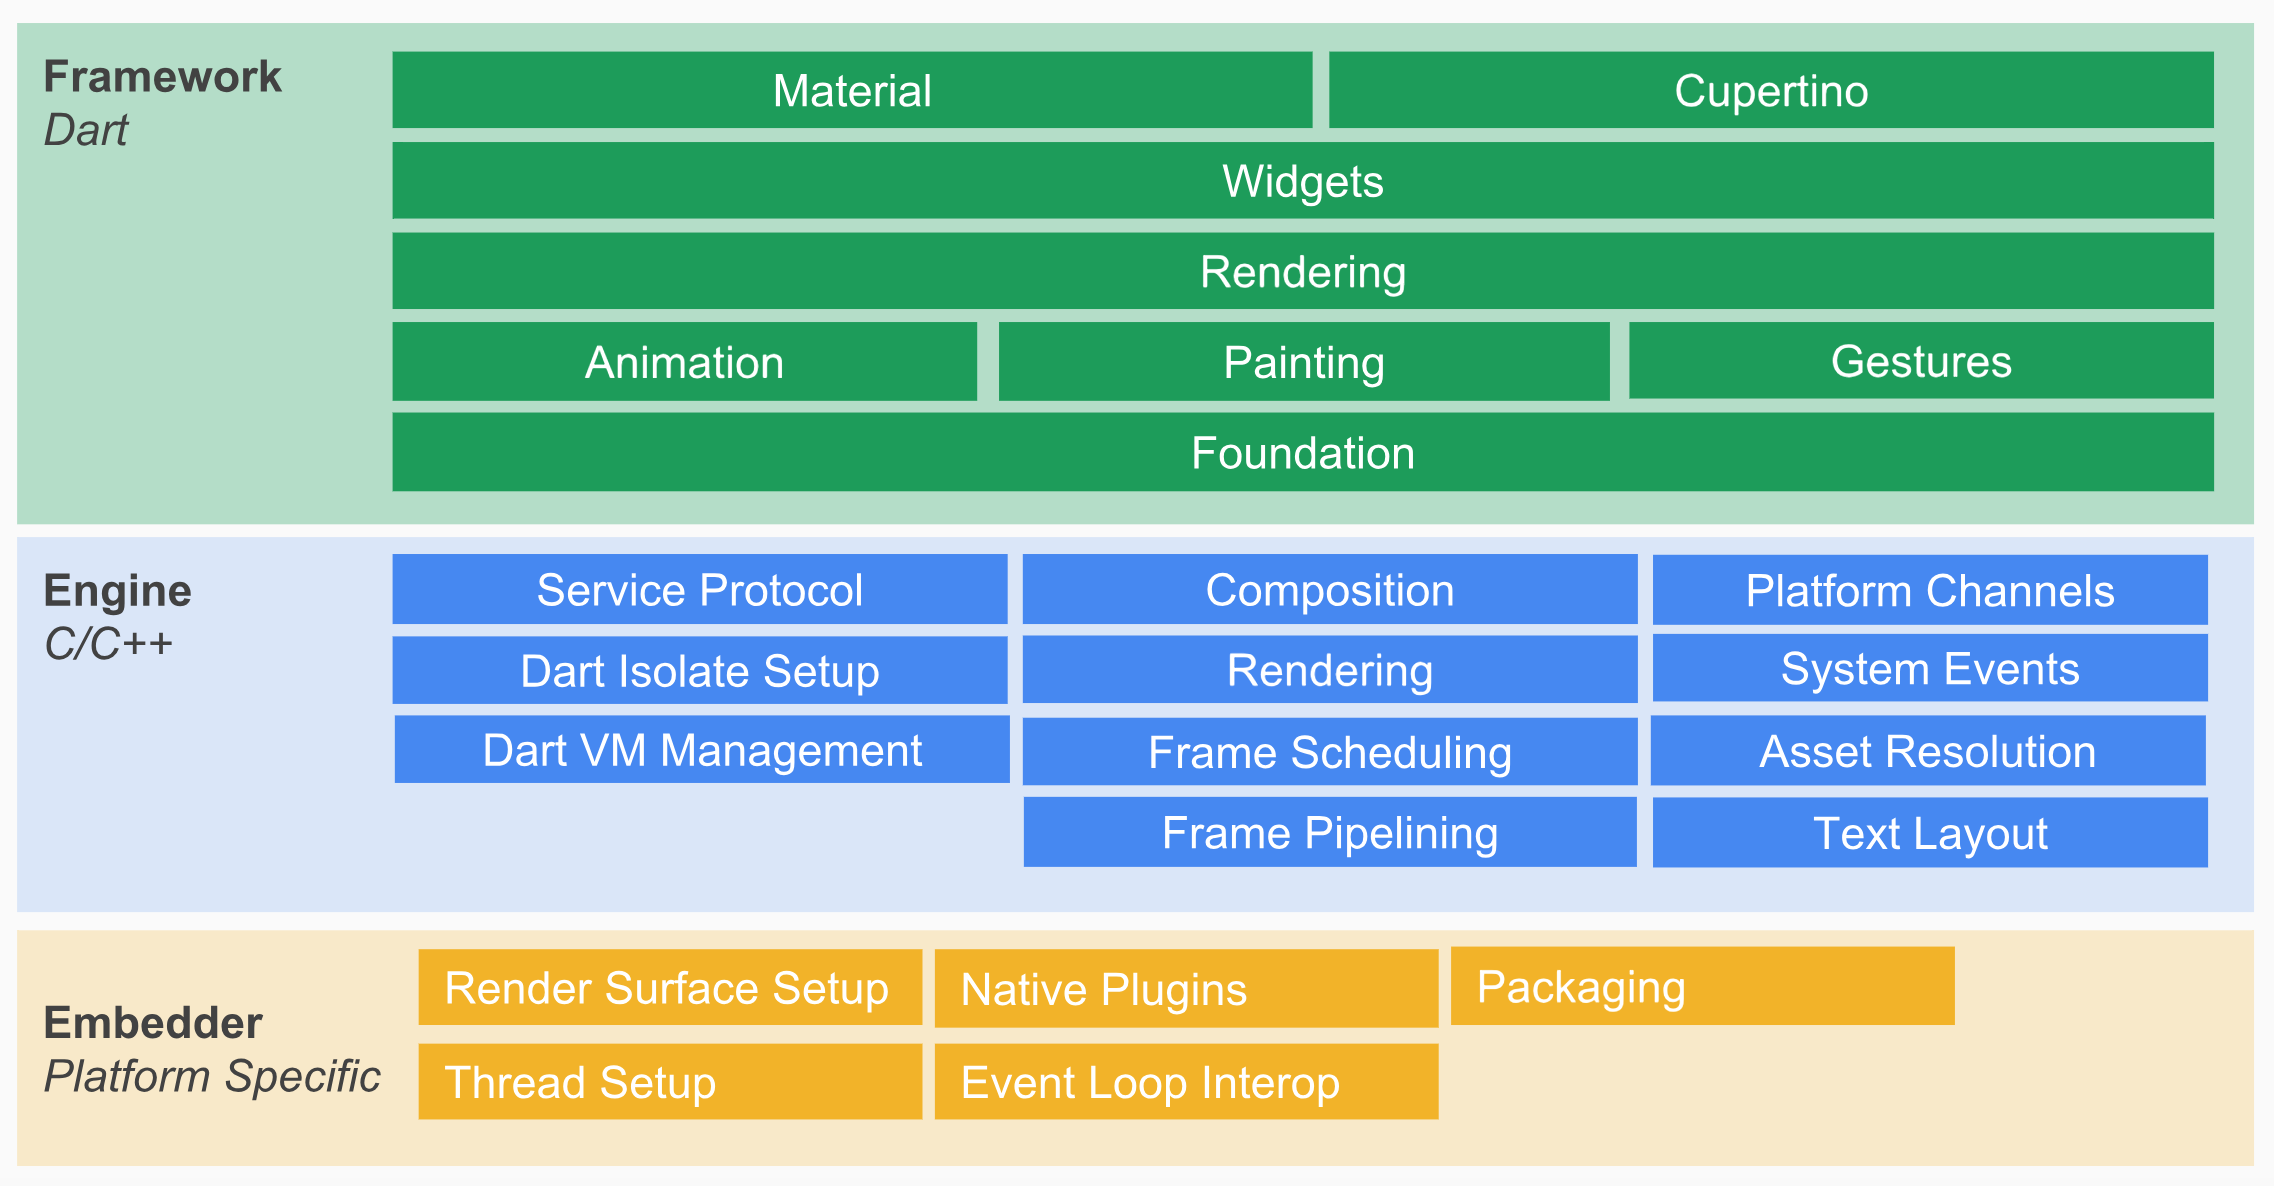 Framework
Dart
Material
Cupertino
Widgets
Rendering
Animation
Painting
Gestures
Foundation
Engine
C/C++
Service Protocol
Composition
Platform Channels
Dart Isolate Setup
Rendering
System Events
Dart VM Management
Frame Scheduling
Asset Resolution
Frame Pipelining
Text Layout
Embedder
Platform Specific
Render Surface Setup
Native Plugins
Packaging
Thread Setup
Event Loop Interop